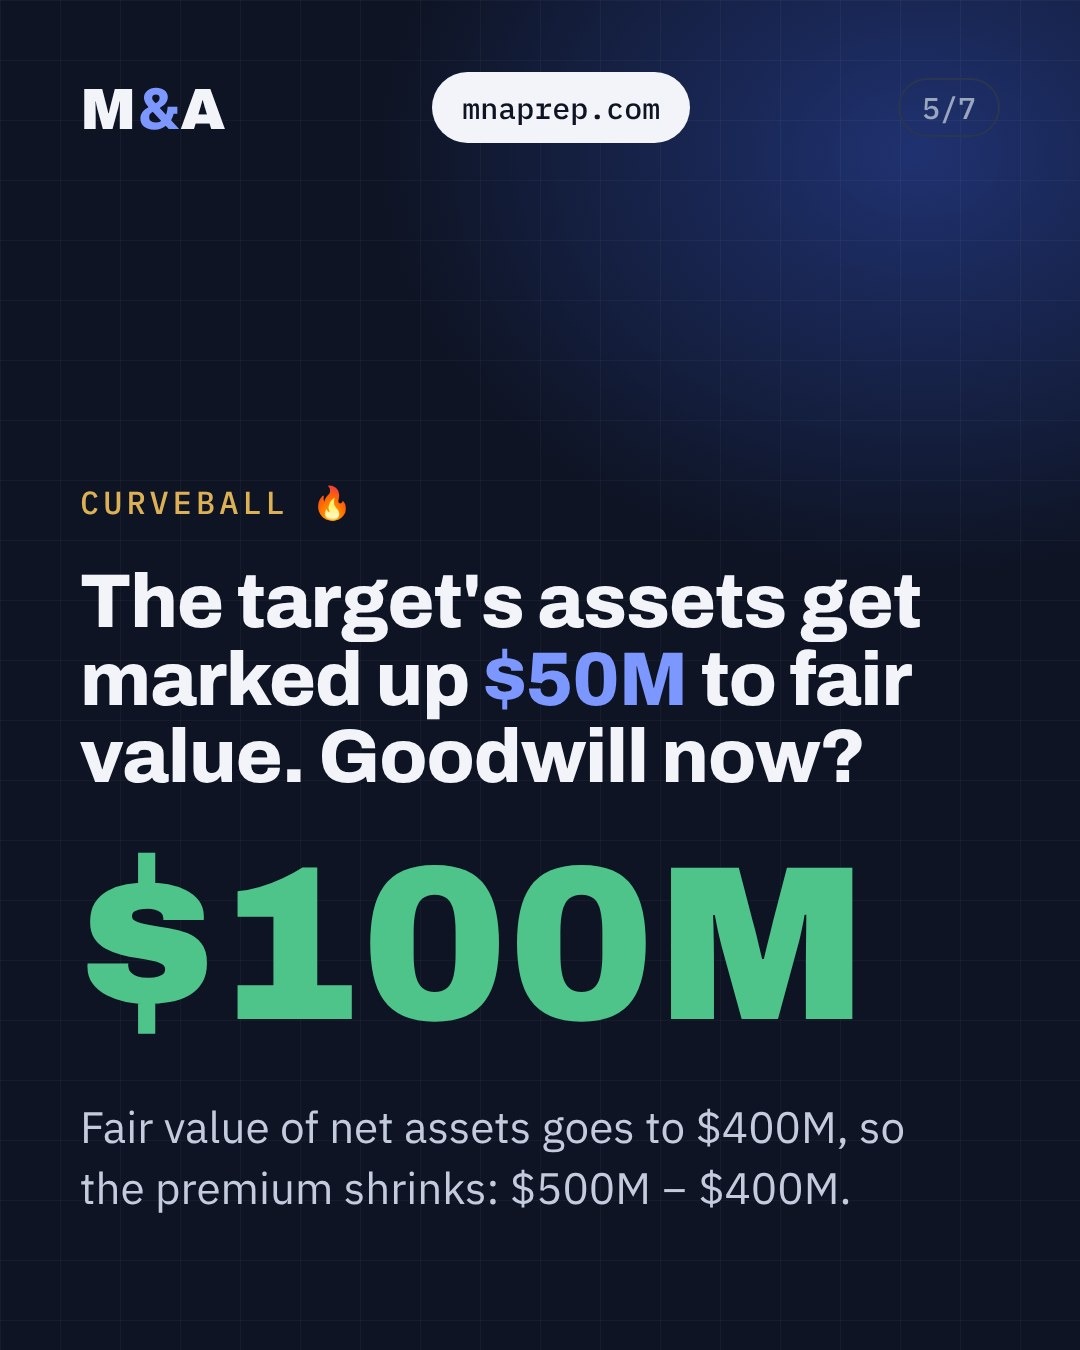 M&A
mnaprep.com
5/7
CURVEBALL 🔥
The target's assets get
marked up $50M to fair
value. Goodwill now?
$100M
Fair value of net assets goes to $400M, so
the premium shrinks: $500M – $400M.